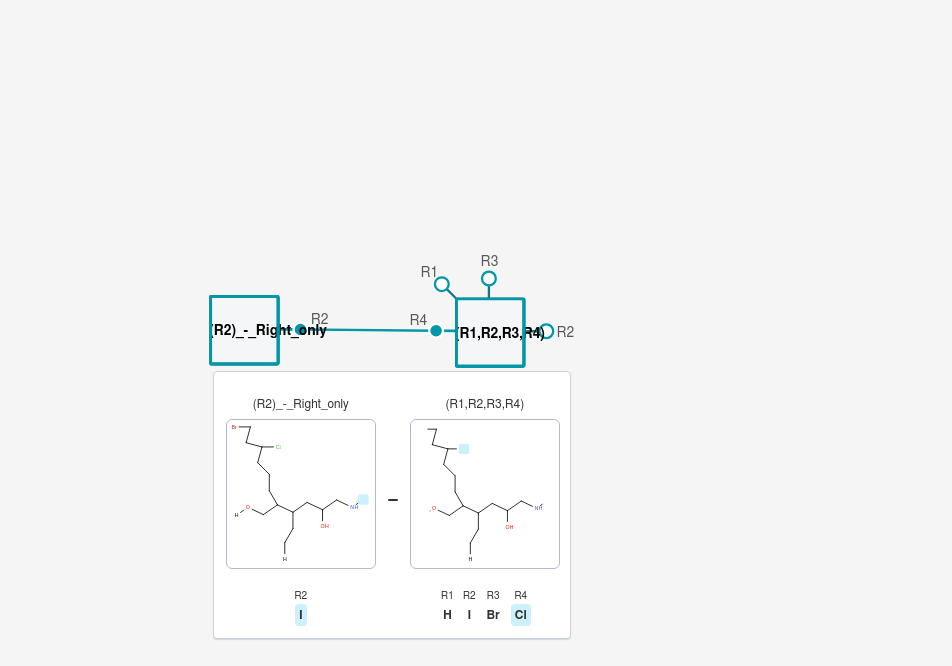 R3
R1
R2
R4
(R2)_-_Right_only
(R1,R2,R3,R4)
R2
(R2)_-_Right_only
(R1,R2,R3,R4)
Br
Cl
H
O
NH
OH
H
–
O
NH
OH
H
R2
I
R1 R2 R3 R4
H I Br Cl